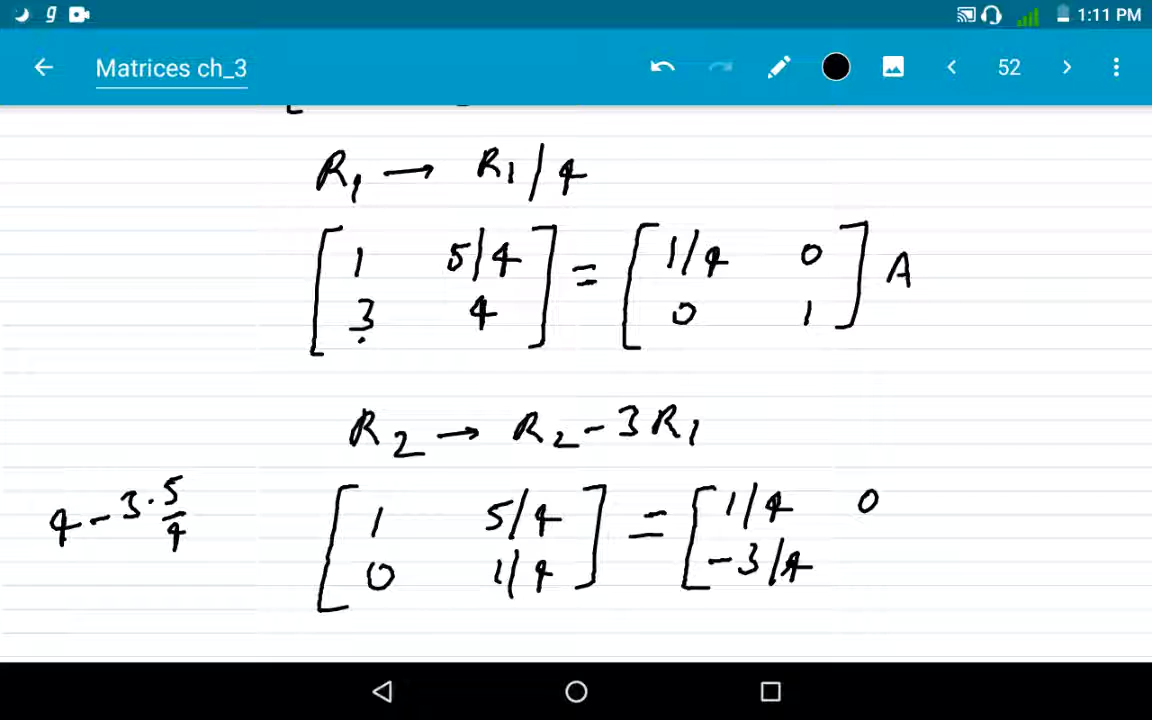 g 1:11 PM
Matrices ch_3 52
R1 → R1/4
[1 5/4] = [1/4 0] A
[3 4] [0 1]
R2 → R2 - 3R1
4 - 3·5/4
[1 5/4] = [1/4 0
[0 1/4] [-3/4